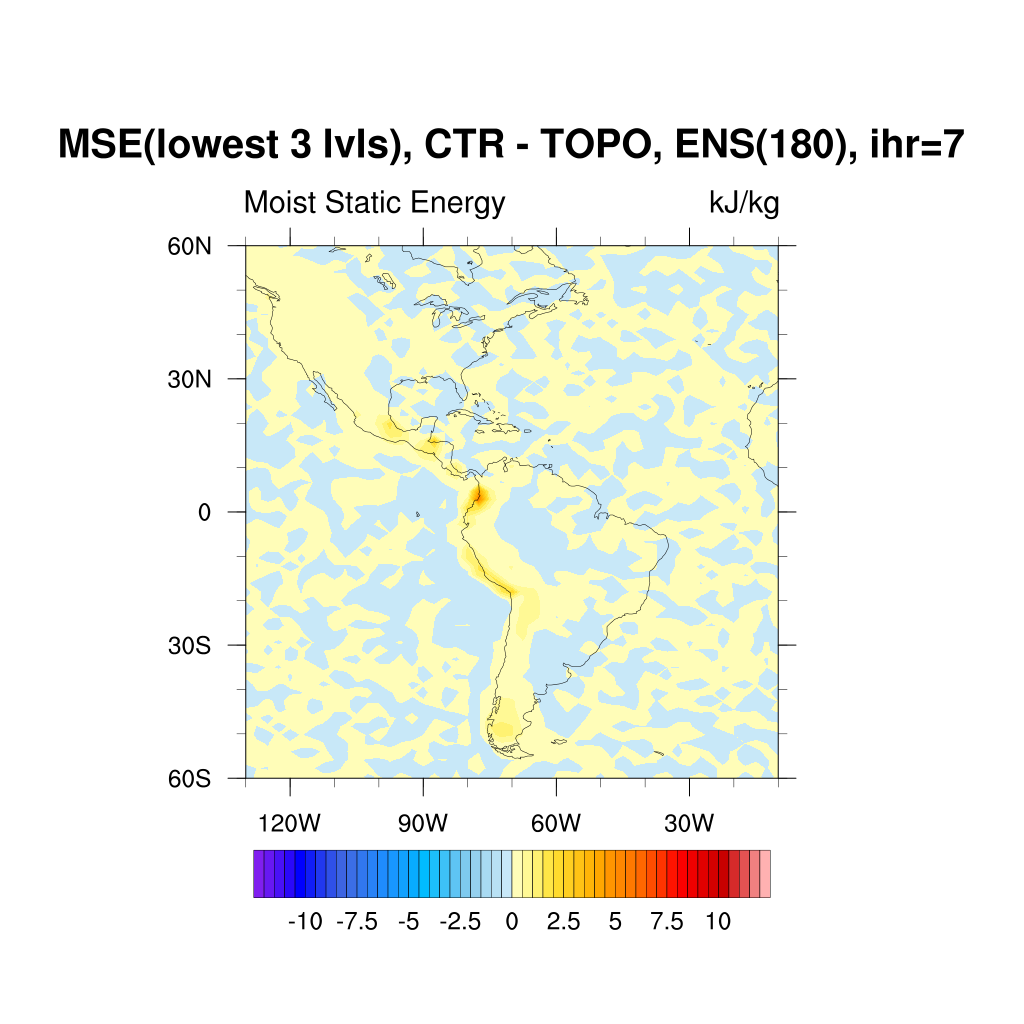 MSE(lowest 3 lvls), CTR - TOPO, ENS(180), ihr=7
Moist Static Energy kJ/kg
60N
30N
0
30S
60S
120W 90W 60W 30W
-10 -7.5 -5 -2.5 0 2.5 5 7.5 10